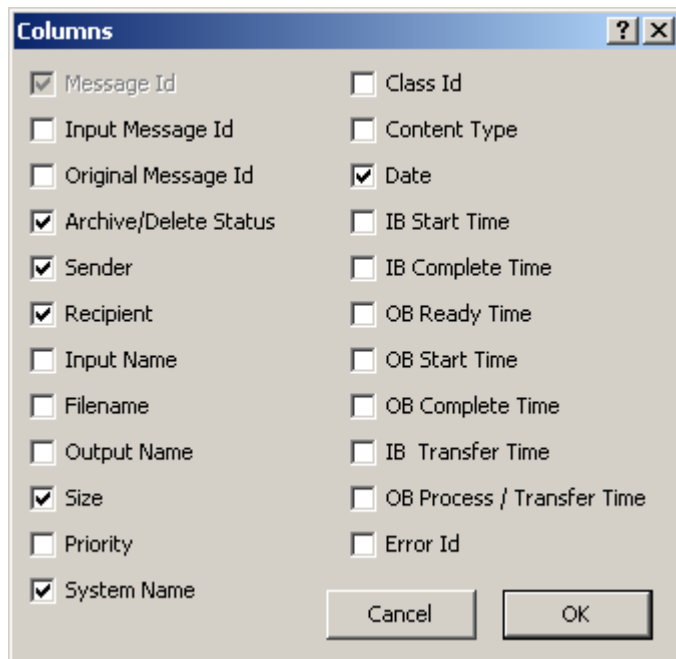 Columns
Message Id
Input Message Id
Original Message Id
Archive/Delete Status
Sender
Recipient
Input Name
Filename
Output Name
Size
Priority
System Name
Class Id
Content Type
Date
IB Start Time
IB Complete Time
OB Ready Time
OB Start Time
OB Complete Time
IB  Transfer Time
OB Process / Transfer Time
Error Id
Cancel
OK